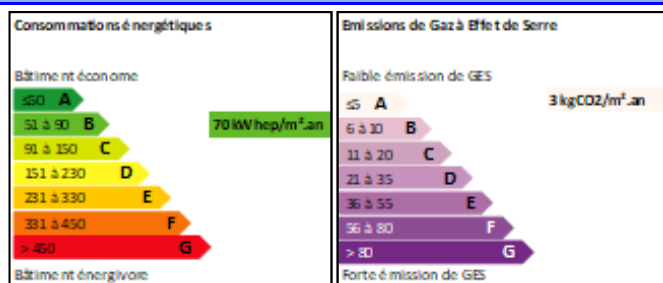 Consommations énergétiques
Bâtiment économe
≤50 A
51 à 90 B
70 kWhep/m².an
91 à 150 C
151 à 230 D
231 à 330 E
331 à 450 F
> 450 G
Bâtiment énergivore
Emissions de Gaz à Effet de Serre
Faible émission de GES
≤5 A
3 kgCO2/m².an
6 à 10 B
11 à 20 C
21 à 35 D
36 à 55 E
56 à 80 F
> 80 G
Forte émission de GES